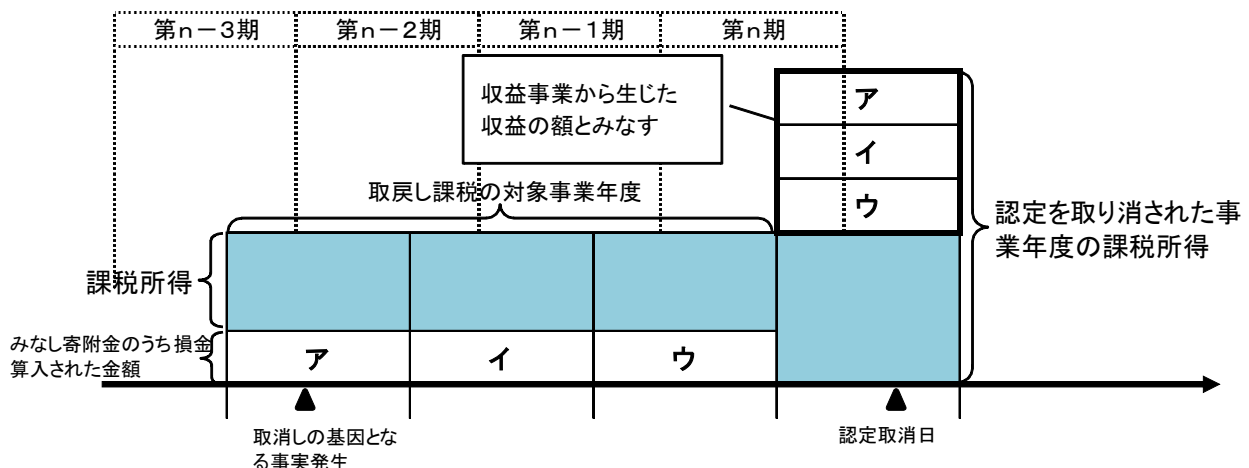 第n－3期
第n－2期
第n－1期
第n期
収益事業から生じた
収益の額とみなす
ア
イ
ウ
取戻し課税の対象事業年度
認定を取り消された事
業年度の課税所得
課税所得
みなし寄附金のうち損金
算入された金額
ア
イ
ウ
取消しの基因とな
る事実発生
認定取消日